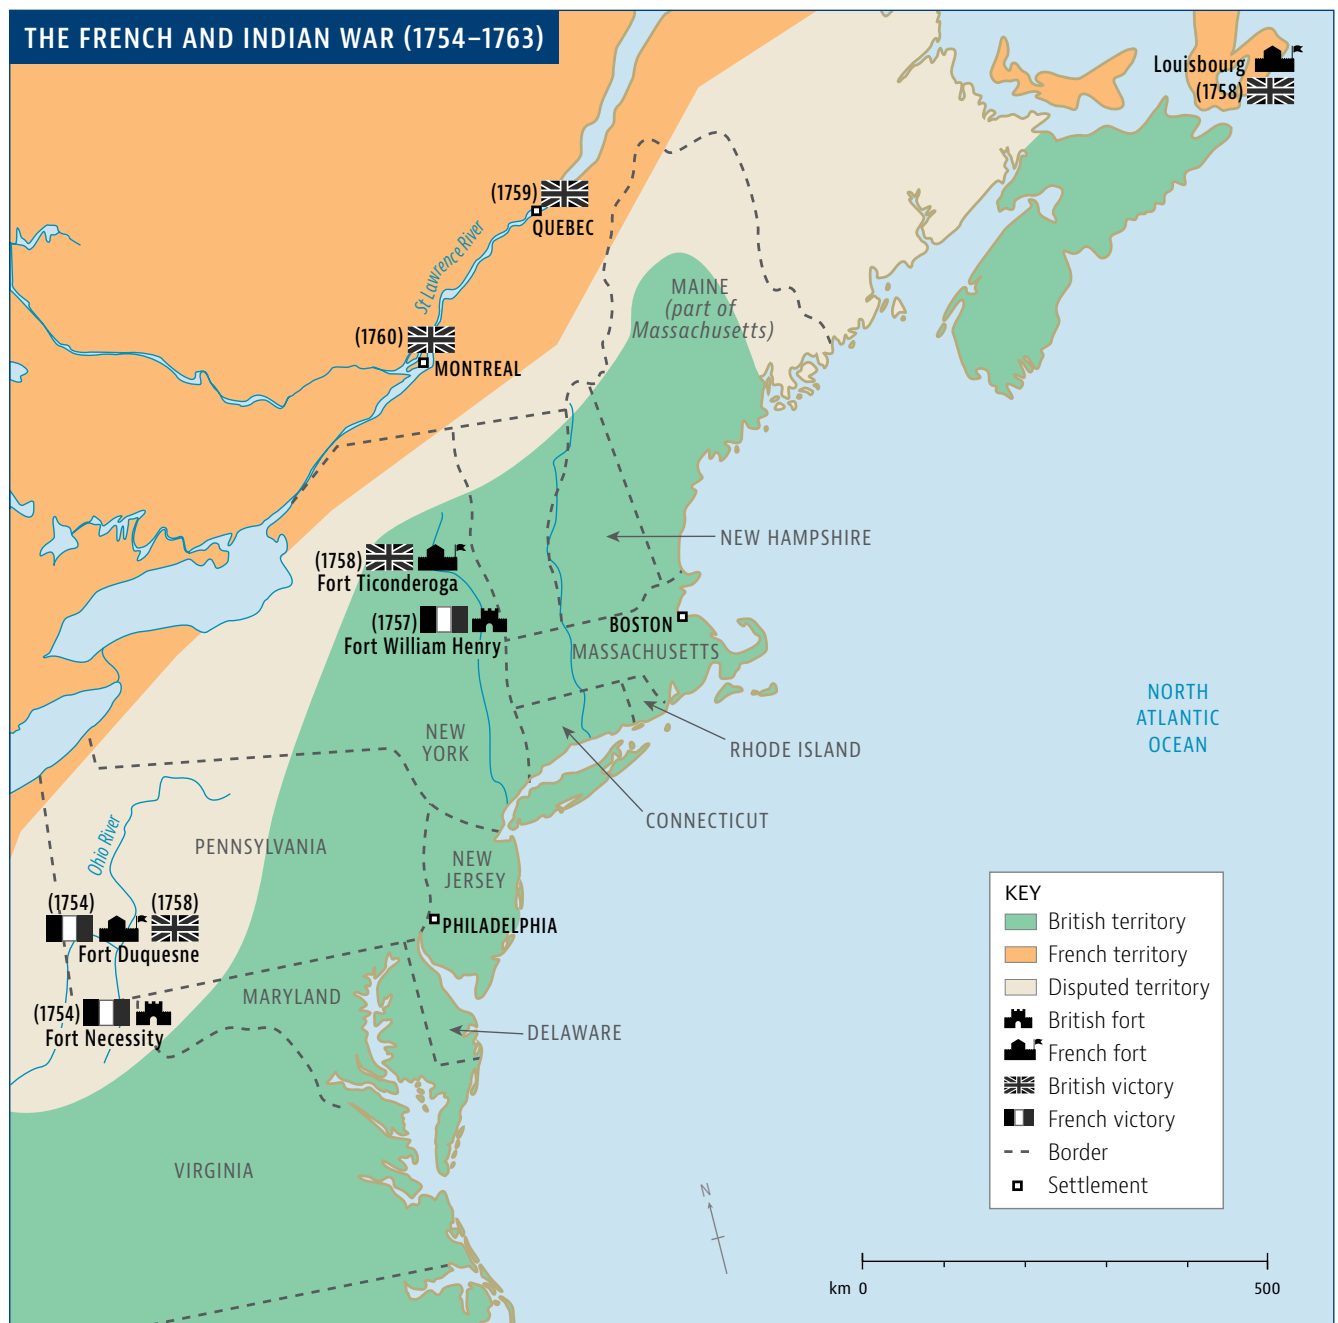 THE FRENCH AND INDIAN WAR (1754–1763)
Louisbourg
(1758)
(1759)
QUEBEC
St Lawrence River
MAINE
(part of
Massachusetts)
(1760)
MONTREAL
NEW HAMPSHIRE
(1758)
Fort Ticonderoga
(1757)
Fort William Henry
BOSTON
MASSACHUSETTS
NORTH
ATLANTIC
OCEAN
NEW
YORK
RHODE ISLAND
CONNECTICUT
Ohio River
PENNSYLVANIA
NEW
JERSEY
(1754)
(1758)
Fort Duquesne
PHILADELPHIA
MARYLAND
(1754)
Fort Necessity
DELAWARE
VIRGINIA
KEY
British territory
French territory
Disputed territory
British fort
French fort
British victory
French victory
Border
Settlement
N
km 0
500